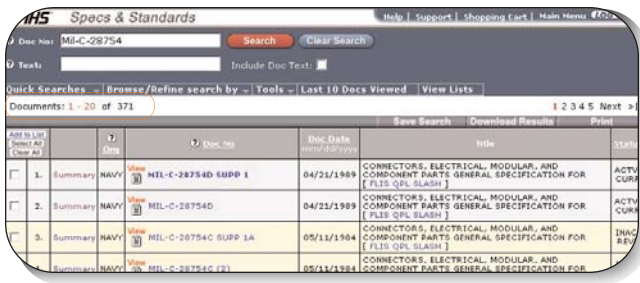 IHS Specs & Standards
Help | Support | Shopping Cart | Main Menu
Doc No: Mil-C-28754 Search Clear Search
Text: Include Doc Text:
Quick Searches Browse/Refine search by Tools Last 10 Docs Viewed View Lists
Documents: 1 - 20 of 371 1 2 3 4 5 Next >|
Save Search Download Results Print
Add to List
Select All
Clear All
Org Doc No Doc Date mm/dd/yyyy Title Statu
1. Summary NAVY View MIL-C-28754D SUPP 1 04/21/1989 CONNECTORS, ELECTRICAL, MODULAR, AND COMPONENT PARTS GENERAL SPECIFICATION FOR [ FLIS QPL SLASH ] ACTV CURR
2. Summary NAVY View MIL-C-28754D 04/21/1989 CONNECTORS, ELECTRICAL, MODULAR, AND COMPONENT PARTS GENERAL SPECIFICATION FOR [ FLIS QPL SLASH ] ACTV CURR
3. Summary NAVY View MIL-C-28754C SUPP 1A 05/11/1984 CONNECTORS, ELECTRICAL, MODULAR, AND COMPONENT PARTS GENERAL SPECIFICATION FOR [ FLIS QPL SLASH ] INAC REV
4. Summary NAVY View MIL-C-28754C (2) 05/11/1984 CONNECTORS, ELECTRICAL, MODULAR, AND COMPONENT PARTS GENERAL SPECIFICATION FOR